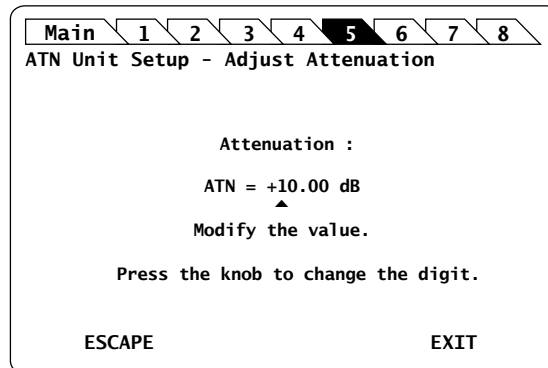 Main 1 2 3 4 5 6 7 8
ATN Unit Setup - Adjust Attenuation
Attenuation :
ATN = +10.00 dB
Modify the value.
Press the knob to change the digit.
ESCAPE EXIT